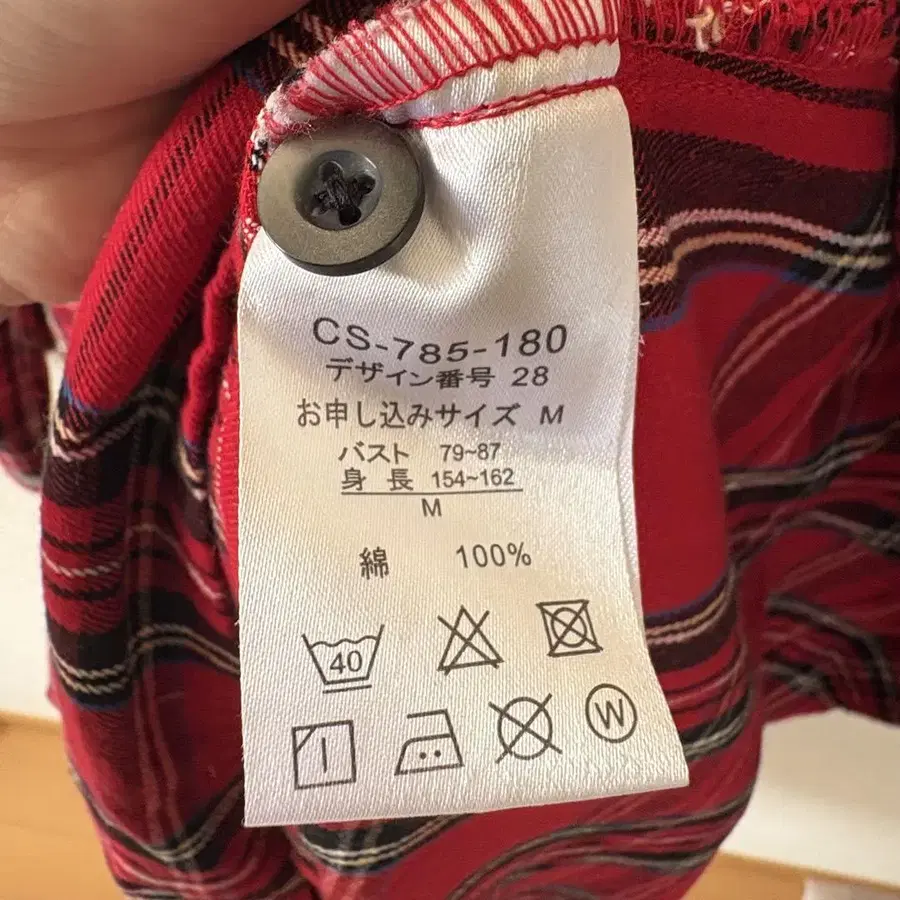 CS-785-180
デザイン番号 28
お申し込みサイズ M
バスト 79~87
身長 154~162
M
綿 100%
40
W